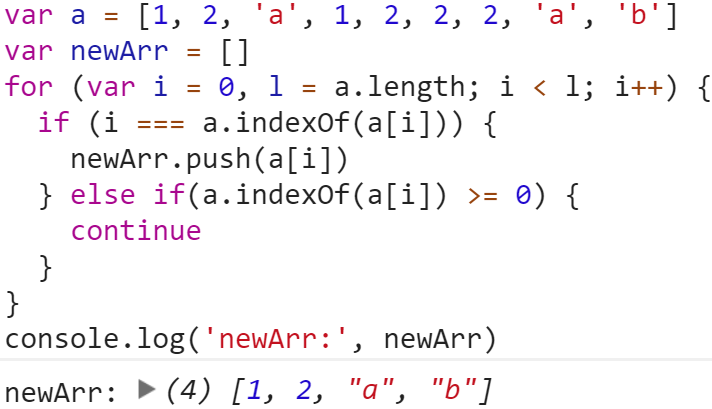 var a = [1, 2, 'a', 1, 2, 2, 2, 'a', 'b']
var newArr = []
for (var i = 0, l = a.length; i < l; i++) {
  if (i === a.indexOf(a[i])) {
    newArr.push(a[i])
  } else if(a.indexOf(a[i]) >= 0) {
    continue
  }
}
console.log('newArr:', newArr)
newArr: ▶ (4) [1, 2, "a", "b"]